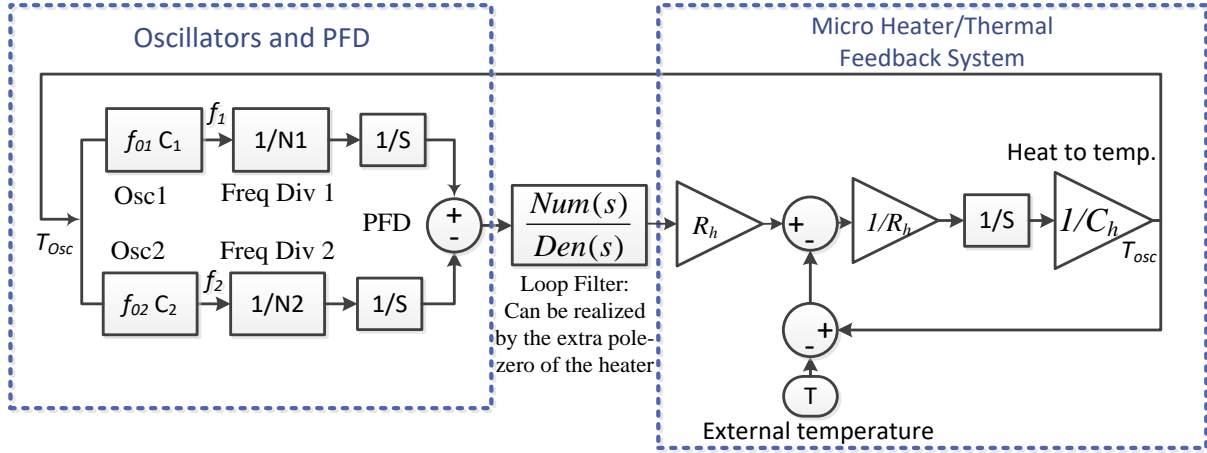 Oscillators and PFD
Micro Heater/Thermal
Feedback System
f01 C1
f1
1/N1
1/S
Osc1
Freq Div 1
TOsc
PFD
+
-
Osc2
Freq Div 2
f02 C2
f2
1/N2
1/S
Num(s)
Den(s)
Loop Filter:
Can be realized
by the extra pole-
zero of the heater
Rh
+
-
1/Rh
1/S
Heat to temp.
1/Ch
Tosc
+
-
T
External temperature